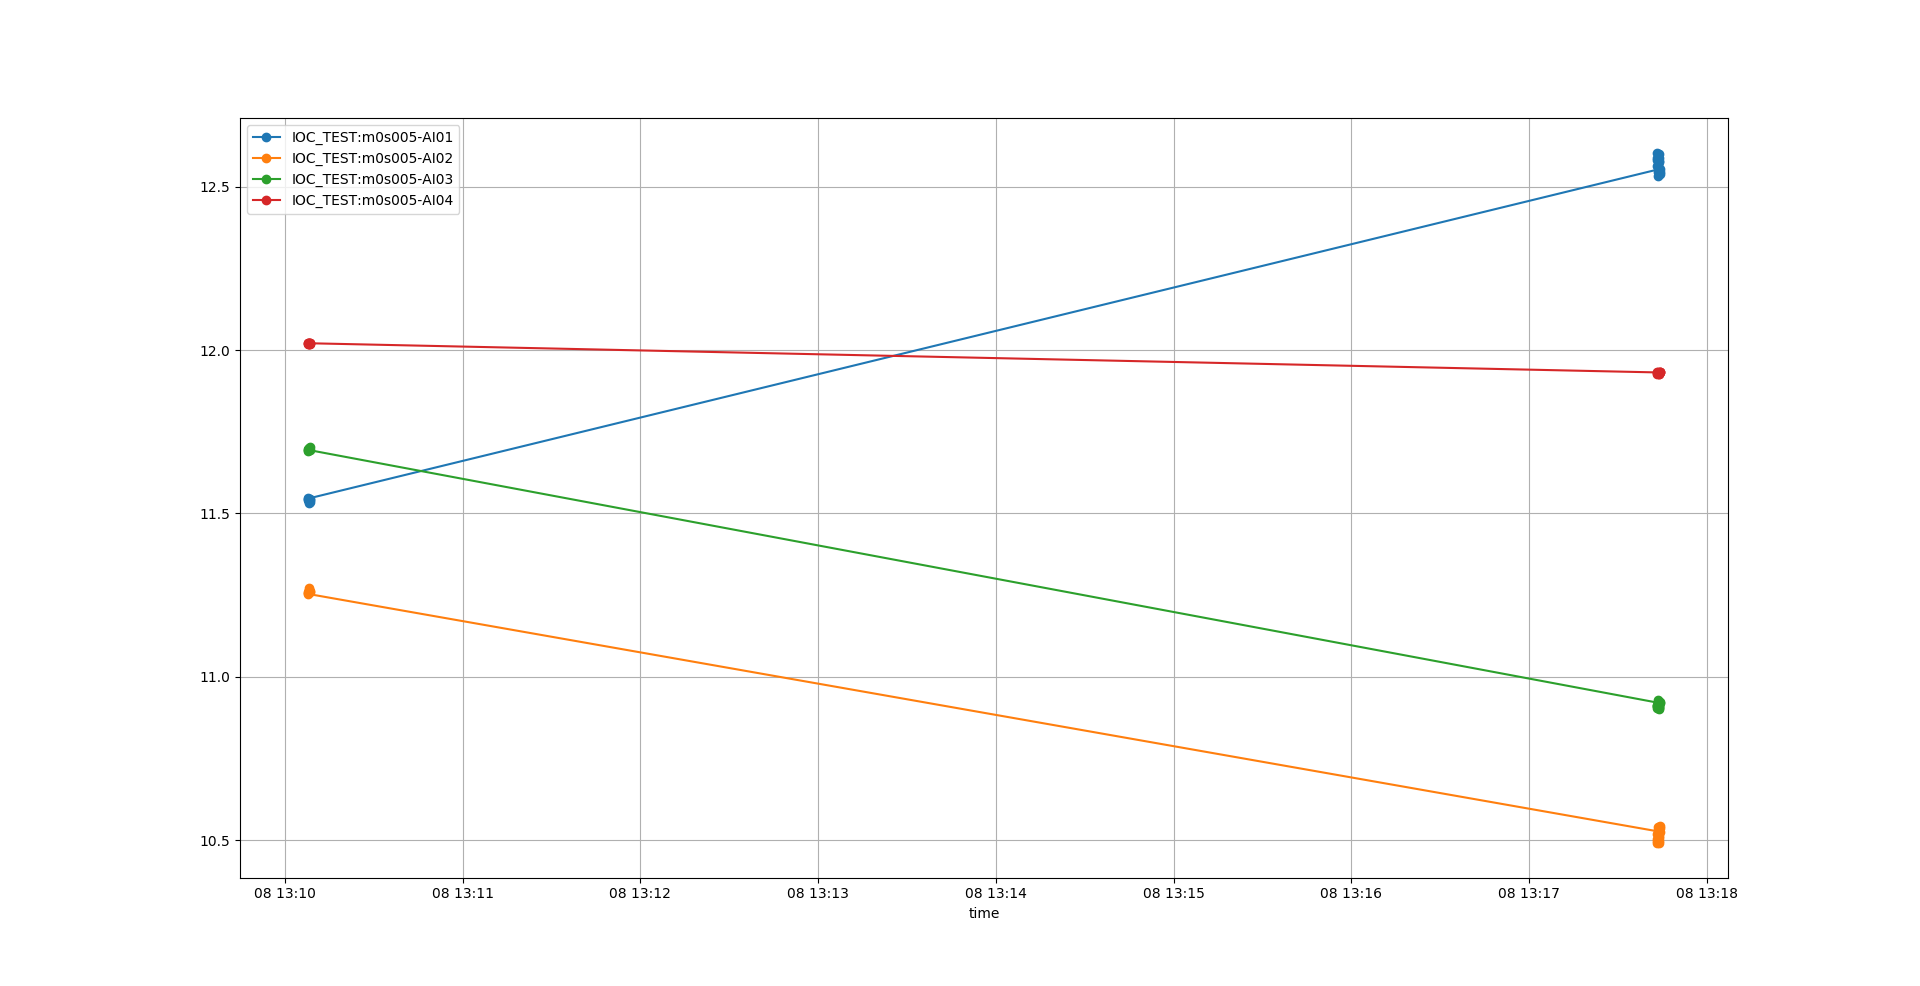 IOC_TEST:m0s005-AI01
IOC_TEST:m0s005-AI02
IOC_TEST:m0s005-AI03
IOC_TEST:m0s005-AI04
12.5
12.0
11.5
11.0
10.5
08 13:10 08 13:11 08 13:12 08 13:13 08 13:14 08 13:15 08 13:16 08 13:17 08 13:18
time